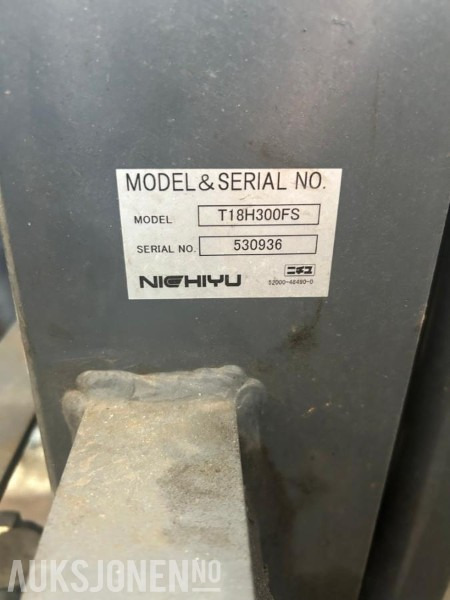 MODEL & SERIAL NO.
MODEL T18H300FS
SERIAL NO. 530936
NICHIYU ニチユ
52000-42480-0
AUKSJONEN.NO